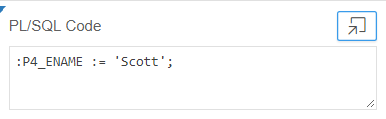 PL/SQL Code
:P4_ENAME := 'Scott';